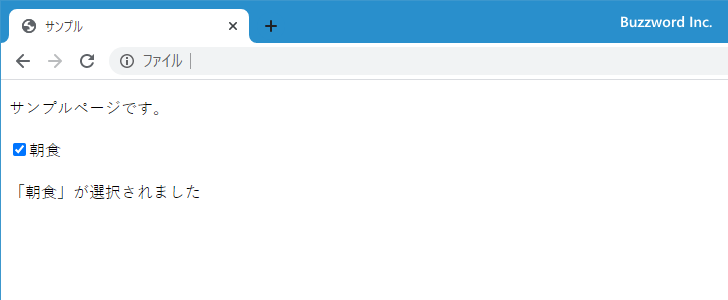 サンプル
Buzzword Inc.
ファイル
サンプルページです。
朝食
「朝食」が選択されました